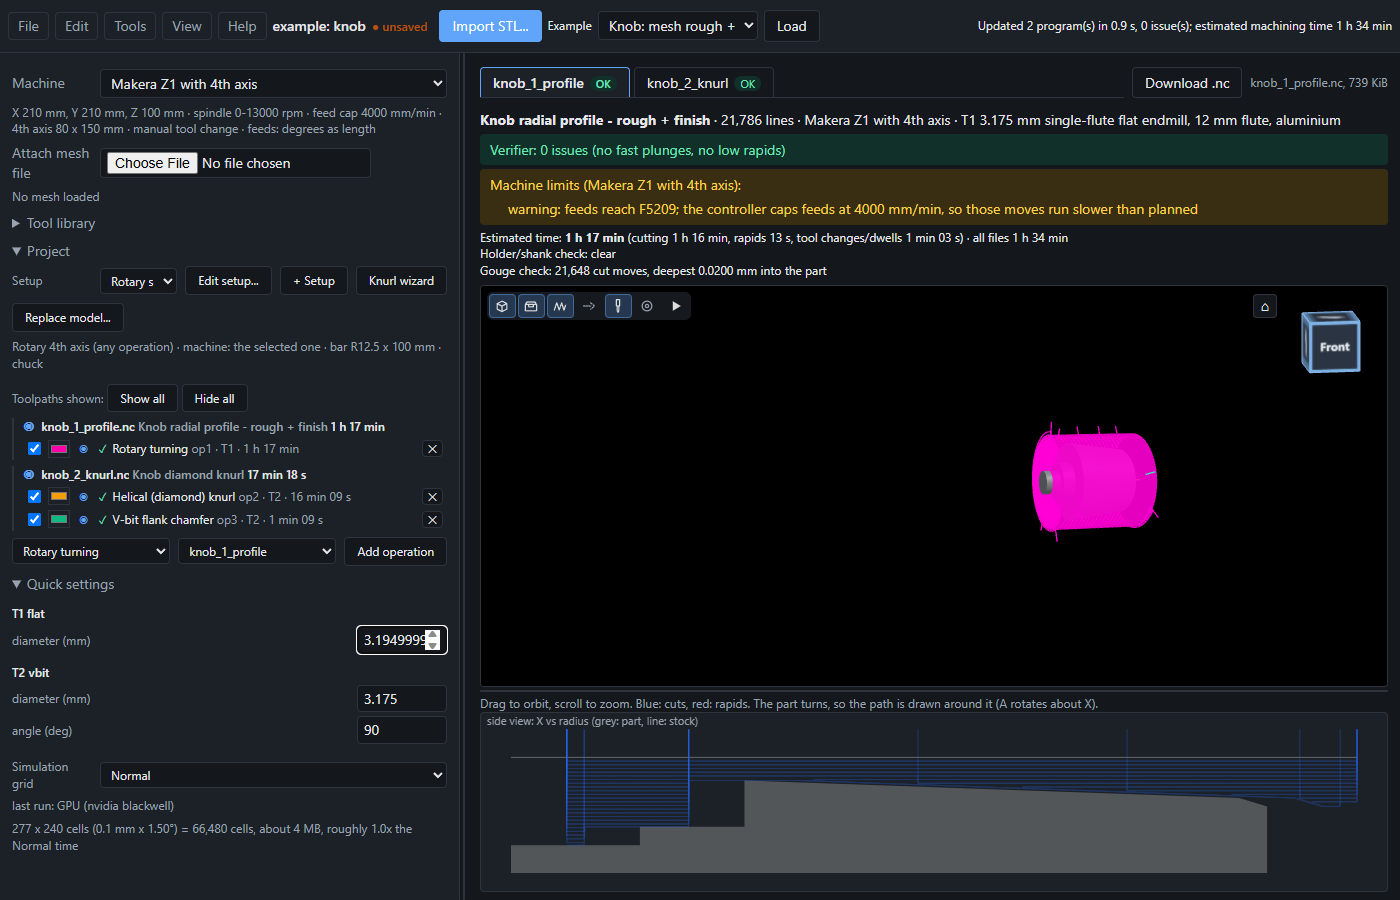 File Edit Tools View Help example: knob ● unsaved Import STL... Example Knob: mesh rough + Load Updated 2 program(s) in 0.9 s, 0 issue(s); estimated machining time 1 h 34 min
Machine Makera Z1 with 4th axis
X 210 mm, Y 210 mm, Z 100 mm · spindle 0-13000 rpm · feed cap 4000 mm/min ·
4th axis 80 x 150 mm · manual tool change · feeds: degrees as length
Attach mesh file Choose File No file chosen
No mesh loaded
Tool library
Project
Setup Rotary s Edit setup... + Setup Knurl wizard
Replace model...
Rotary 4th axis (any operation) · machine: the selected one · bar R12.5 x 100 mm ·
chuck
Toolpaths shown: Show all Hide all
knob_1_profile.nc Knob radial profile - rough + finish 1 h 17 min
✓ Rotary turning op1 · T1 · 1 h 17 min ✕
knob_2_knurl.nc Knob diamond knurl 17 min 18 s
✓ Helical (diamond) knurl op2 · T2 · 16 min 09 s ✕
✓ V-bit flank chamfer op3 · T2 · 1 min 09 s ✕
Rotary turning knob_1_profile Add operation
Quick settings
T1 flat
diameter (mm) 3.1949999
T2 vbit
diameter (mm) 3.175
angle (deg) 90
Simulation grid Normal
last run: GPU (nvidia blackwell)
277 x 240 cells (0.1 mm x 1.50°) = 66,480 cells, about 4 MB, roughly 1.0x the
Normal time
knob_1_profile OK knob_2_knurl OK Download .nc knob_1_profile.nc, 739 KiB
Knob radial profile - rough + finish · 21,786 lines · Makera Z1 with 4th axis · T1 3.175 mm single-flute flat endmill, 12 mm flute, aluminium
Verifier: 0 issues (no fast plunges, no low rapids)
Machine limits (Makera Z1 with 4th axis):
warning: feeds reach F5209; the controller caps feeds at 4000 mm/min, so those moves run slower than planned
Estimated time: 1 h 17 min (cutting 1 h 16 min, rapids 13 s, tool changes/dwells 1 min 03 s) · all files 1 h 34 min
Holder/shank check: clear
Gouge check: 21,648 cut moves, deepest 0.0200 mm into the part
Front
Drag to orbit, scroll to zoom. Blue: cuts, red: rapids. The part turns, so the path is drawn around it (A rotates about X).
side view: X vs radius (grey: part, line: stock)